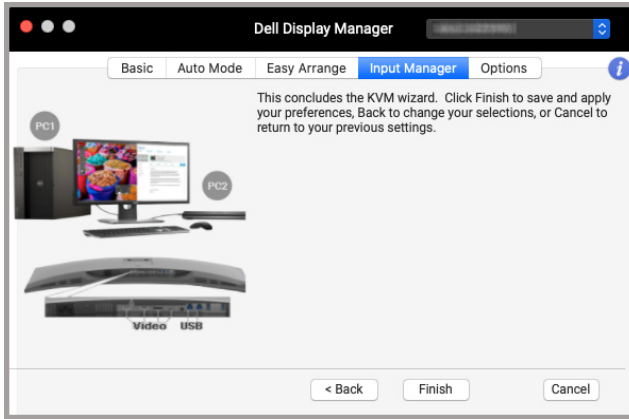 Dell Display Manager
Basic Auto Mode Easy Arrange Input Manager Options
This concludes the KVM wizard. Click Finish to save and apply
your preferences, Back to change your selections, or Cancel to
return to your previous settings.
PC1
PC2
Video USB
< Back Finish Cancel